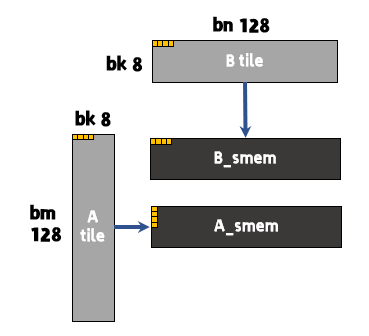 bn 128
bk 8
B tile
bk 8
B_smem
bm
128
A
tile
A_smem